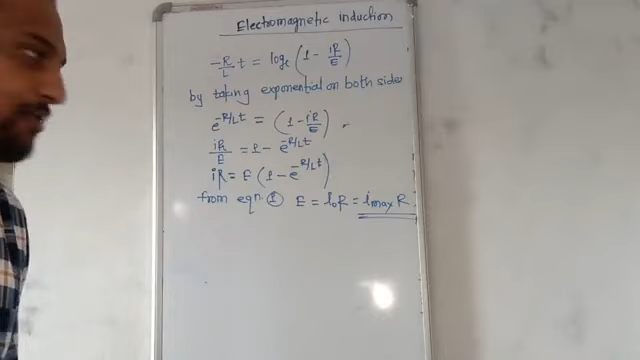 Electromagnetic induction
-R/L t = loge (1 - iR/E)
by taking exponential on both sides
e^-R/L t = (1 - iR/E)
iR/E = 1 - e^-R/L t
iR = E (1 - e^-R/L t)
from eqn. ① E = I₀R = imax R